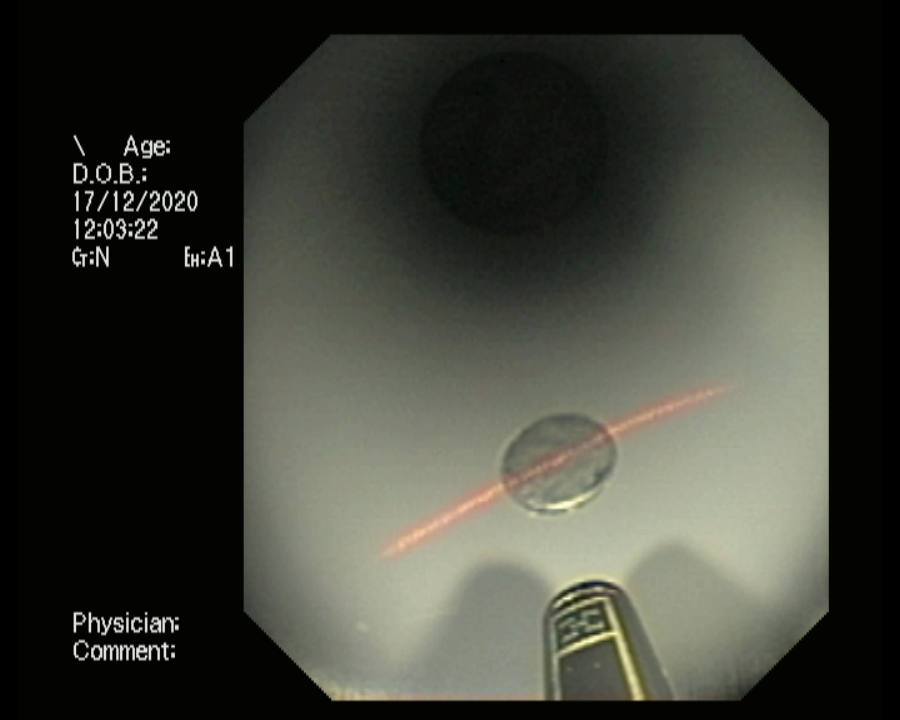 \ Age:
D.O.B.:
17/12/2020
12:03:22
Cr:N EH:A1
Physician:
Comment: